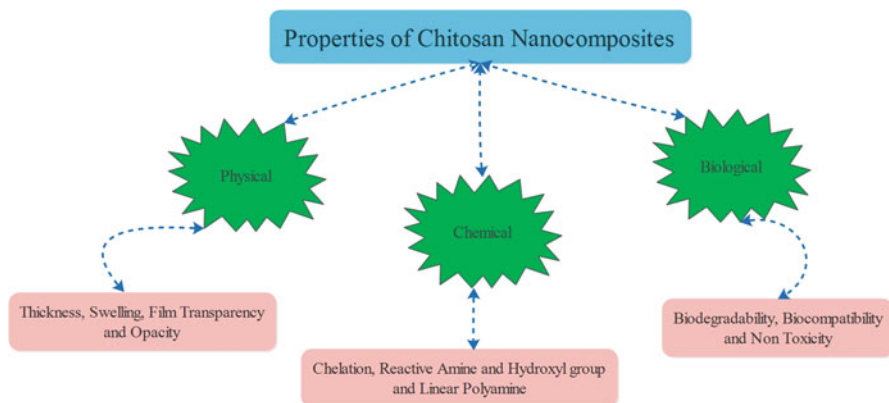 Properties of Chitosan Nanocomposites
Physical
Chemical
Biological
Thickness, Swelling, Film Transparency
and Opacity
Chelation, Reactive Amine and Hydroxyl group
and Linear Polyamine
Biodegradability, Biocompatibility
and Non Toxicity